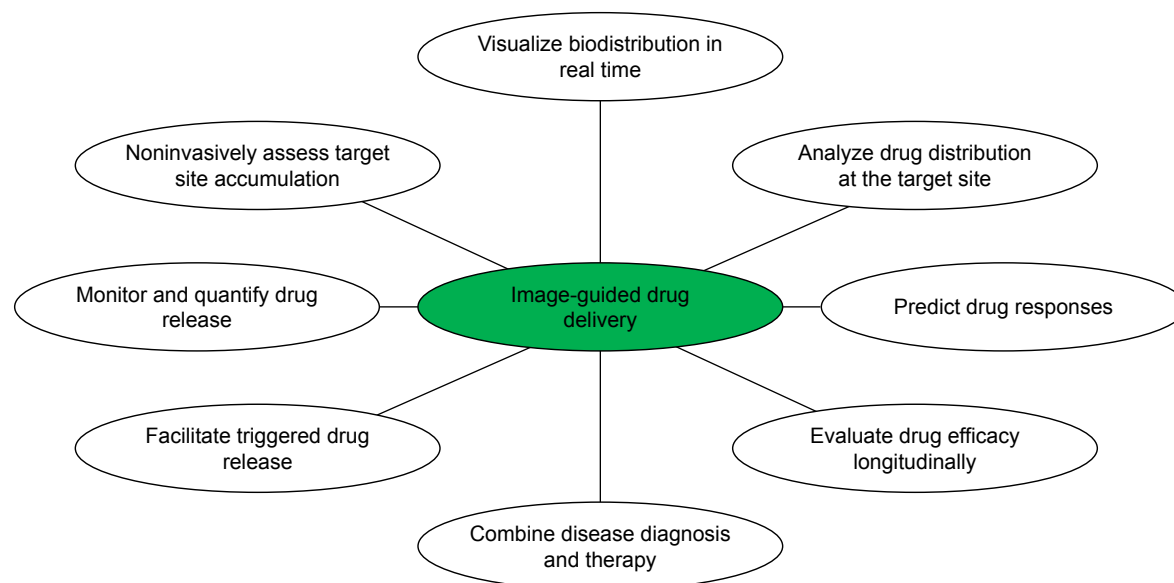 Visualize biodistribution in
real time
Noninvasively assess target
site accumulation
Analyze drug distribution
at the target site
Monitor and quantify drug
release
Image-guided drug
delivery
Predict drug responses
Facilitate triggered drug
release
Evaluate drug efficacy
longitudinally
Combine disease diagnosis
and therapy